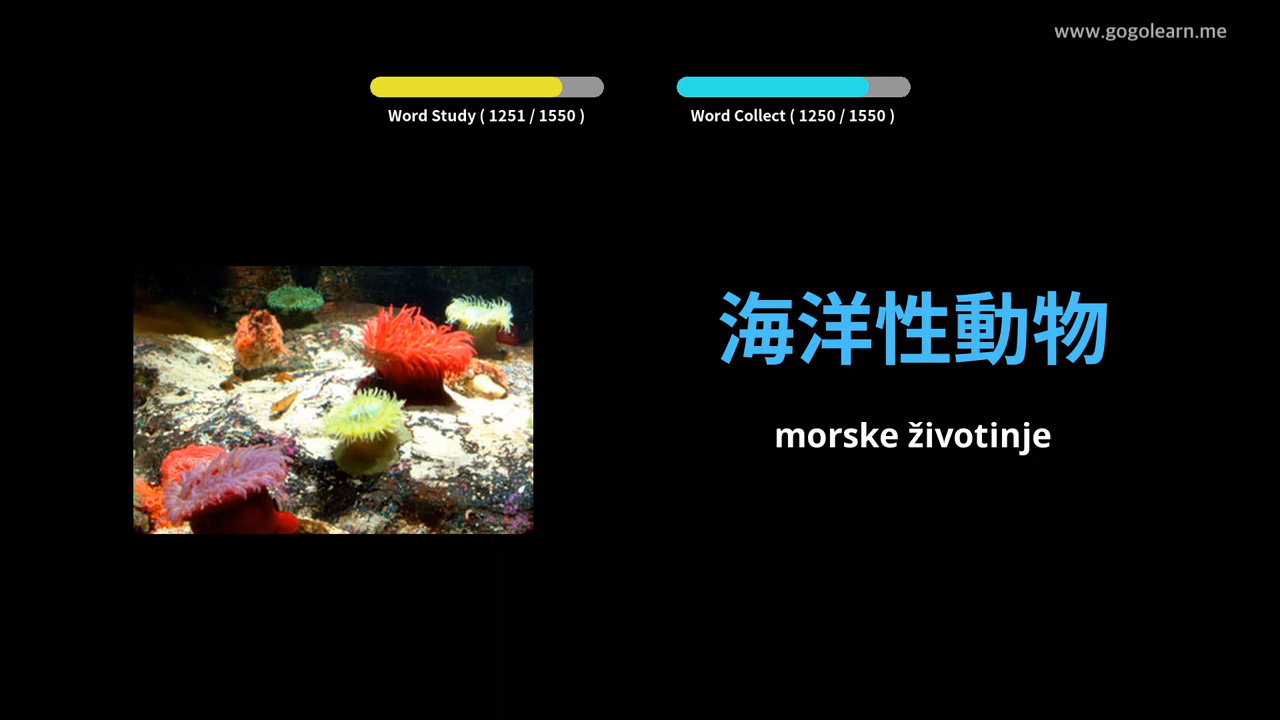 www.gogolearn.me
Word Study ( 1251 / 1550 )
Word Collect ( 1250 / 1550 )
海洋性動物
morske životinje